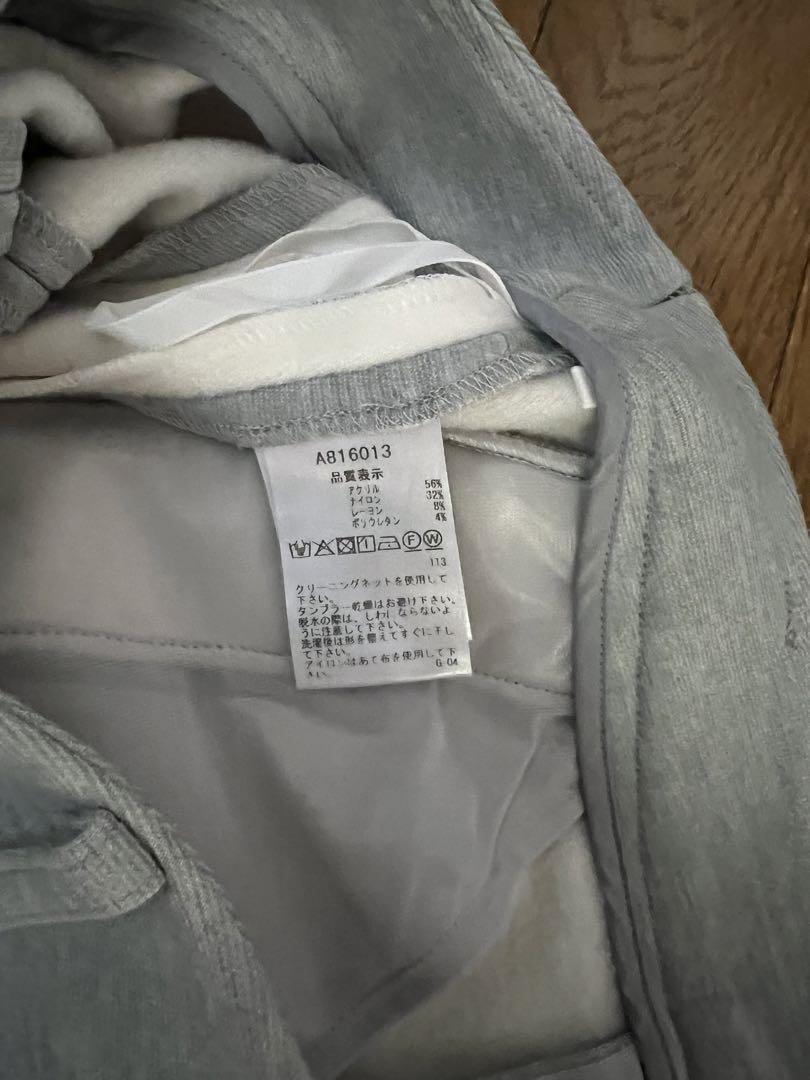 A816013
品質表示
アクリル 56%
ナイロン 32%
レーヨン 8%
ポリウレタン 4%
F W
113
クリーニングネットを使用して
下さい。
タンブラー乾燥はお避け下さい。
脱水の際は、しわにならないよ
うに注意して下さい。
洗濯後は形を整えてすぐに干し
て下さい。
アイロンはあて布を使用して下
さい。 G-04